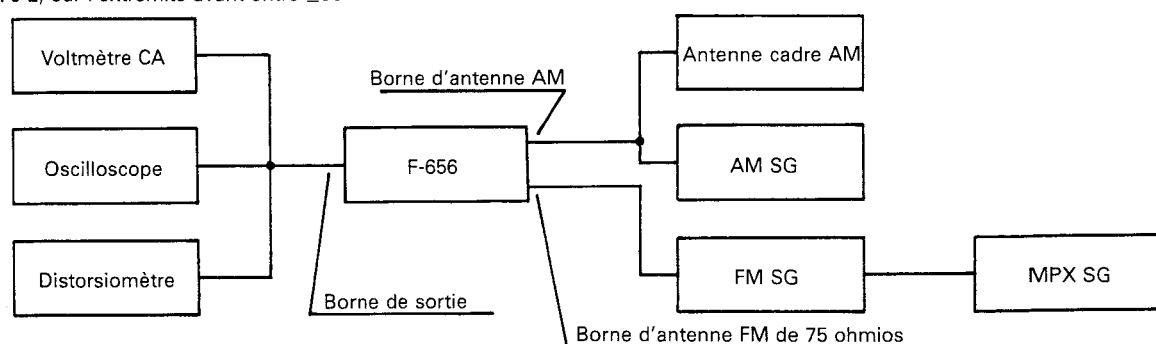 Voltmètre CA
Antenne cadre AM
Borne d'antenne AM
Oscilloscope
F-656
AM SG
Distorsiomètre
FM SG
MPX SG
Borne de sortie
Borne d'antenne FM de 75 ohmios